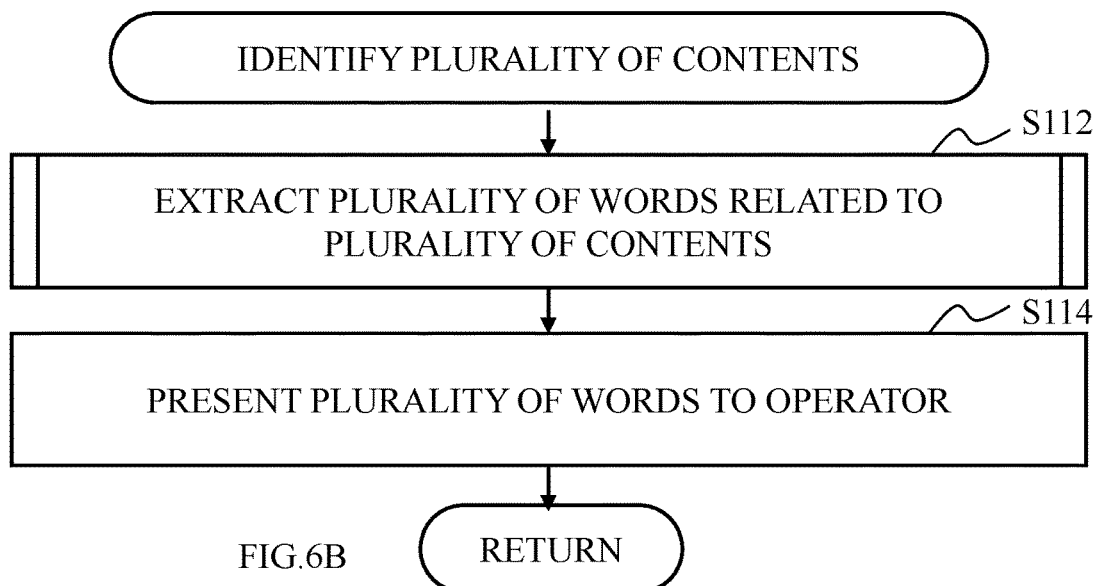 IDENTIFY PLURALITY OF CONTENTS
S112
EXTRACT PLURALITY OF WORDS RELATED TO
PLURALITY OF CONTENTS
S114
PRESENT PLURALITY OF WORDS TO OPERATOR
RETURN
FIG.6B